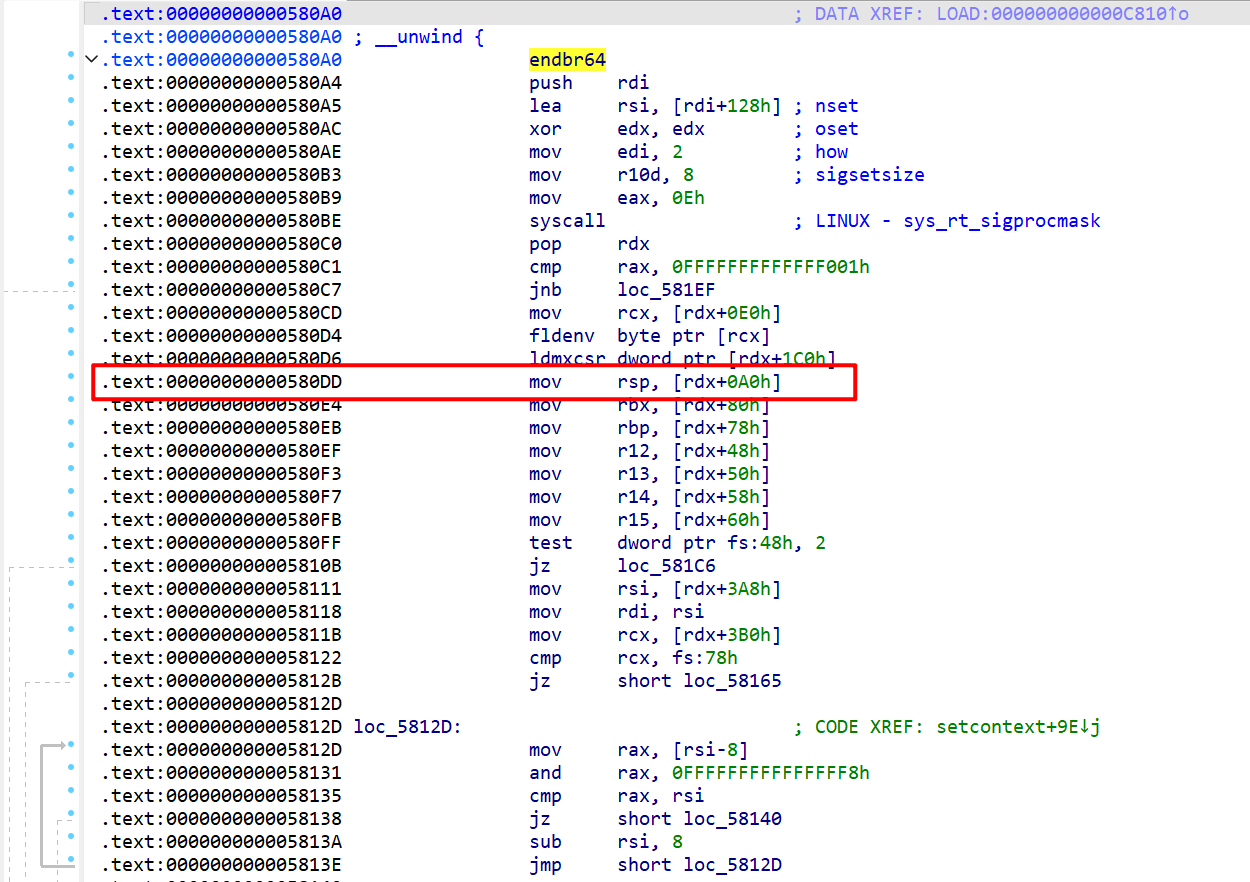 .text:00000000000580A0 ; DATA XREF: LOAD:000000000000C810↑o
.text:00000000000580A0 ; __unwind {
.text:00000000000580A0 endbr64
.text:00000000000580A4 push rdi
.text:00000000000580A5 lea rsi, [rdi+128h] ; nset
.text:00000000000580AC xor edx, edx ; oset
.text:00000000000580AE mov edi, 2 ; how
.text:00000000000580B3 mov r10d, 8 ; sigsetsize
.text:00000000000580B9 mov eax, 0Eh
.text:00000000000580BE syscall ; LINUX - sys_rt_sigprocmask
.text:00000000000580C0 pop rdx
.text:00000000000580C1 cmp rax, 0FFFFFFFFFFFFF001h
.text:00000000000580C7 jnb loc_581EF
.text:00000000000580CD mov rcx, [rdx+0E0h]
.text:00000000000580D4 fldenv byte ptr [rcx]
.text:00000000000580D6 ldmxcsr dword ptr [rdx+1C0h]
.text:00000000000580DD mov rsp, [rdx+0A0h]
.text:00000000000580E4 mov rbx, [rdx+80h]
.text:00000000000580EB mov rbp, [rdx+78h]
.text:00000000000580EF mov r12, [rdx+48h]
.text:00000000000580F3 mov r13, [rdx+50h]
.text:00000000000580F7 mov r14, [rdx+58h]
.text:00000000000580FB mov r15, [rdx+60h]
.text:00000000000580FF test dword ptr fs:48h, 2
.text:000000000005810B jz loc_581C6
.text:0000000000058111 mov rsi, [rdx+3A8h]
.text:0000000000058118 mov rdi, rsi
.text:000000000005811B mov rcx, [rdx+3B0h]
.text:0000000000058122 cmp rcx, fs:78h
.text:000000000005812B jz short loc_58165
.text:000000000005812D
.text:000000000005812D loc_5812D: ; CODE XREF: setcontext+9E↓j
.text:000000000005812D mov rax, [rsi-8]
.text:0000000000058131 and rax, 0FFFFFFFFFFFFFFF8h
.text:0000000000058135 cmp rax, rsi
.text:0000000000058138 jz short loc_58140
.text:000000000005813A sub rsi, 8
.text:000000000005813E jmp short loc_5812D